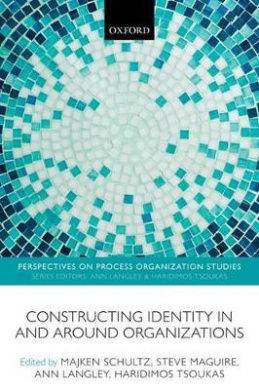 OXFORD
PERSPECTIVES ON PROCESS ORGANIZATION STUDIES
SERIES EDITORS: ANN LANGLEY & HARIDIMOS TSOUKAS
CONSTRUCTING IDENTITY IN
AND AROUND ORGANIZATIONS
Edited by MAJKEN SCHULTZ, STEVE MAGUIRE,
ANN LANGLEY, HARIDIMOS TSOUKAS